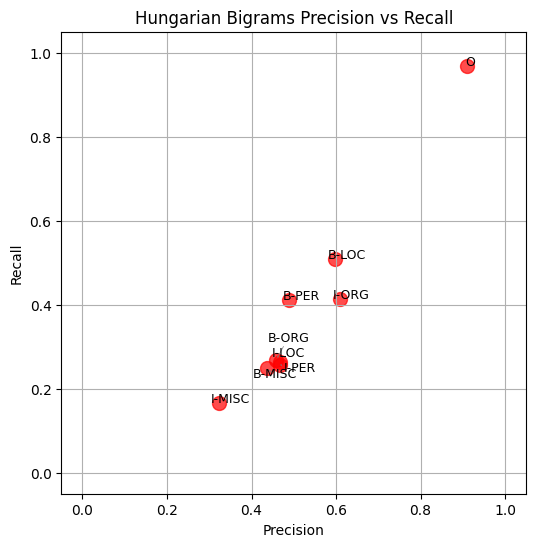 Hungarian Bigrams Precision vs Recall
1.0
O
0.8
0.6
B-LOC
B-PER
I-ORG
0.4
B-ORG
I-LOC
I-PER
B-MISC
0.2
I-MISC
0.0
Recall
0.0 0.2 0.4 0.6 0.8 1.0
Precision